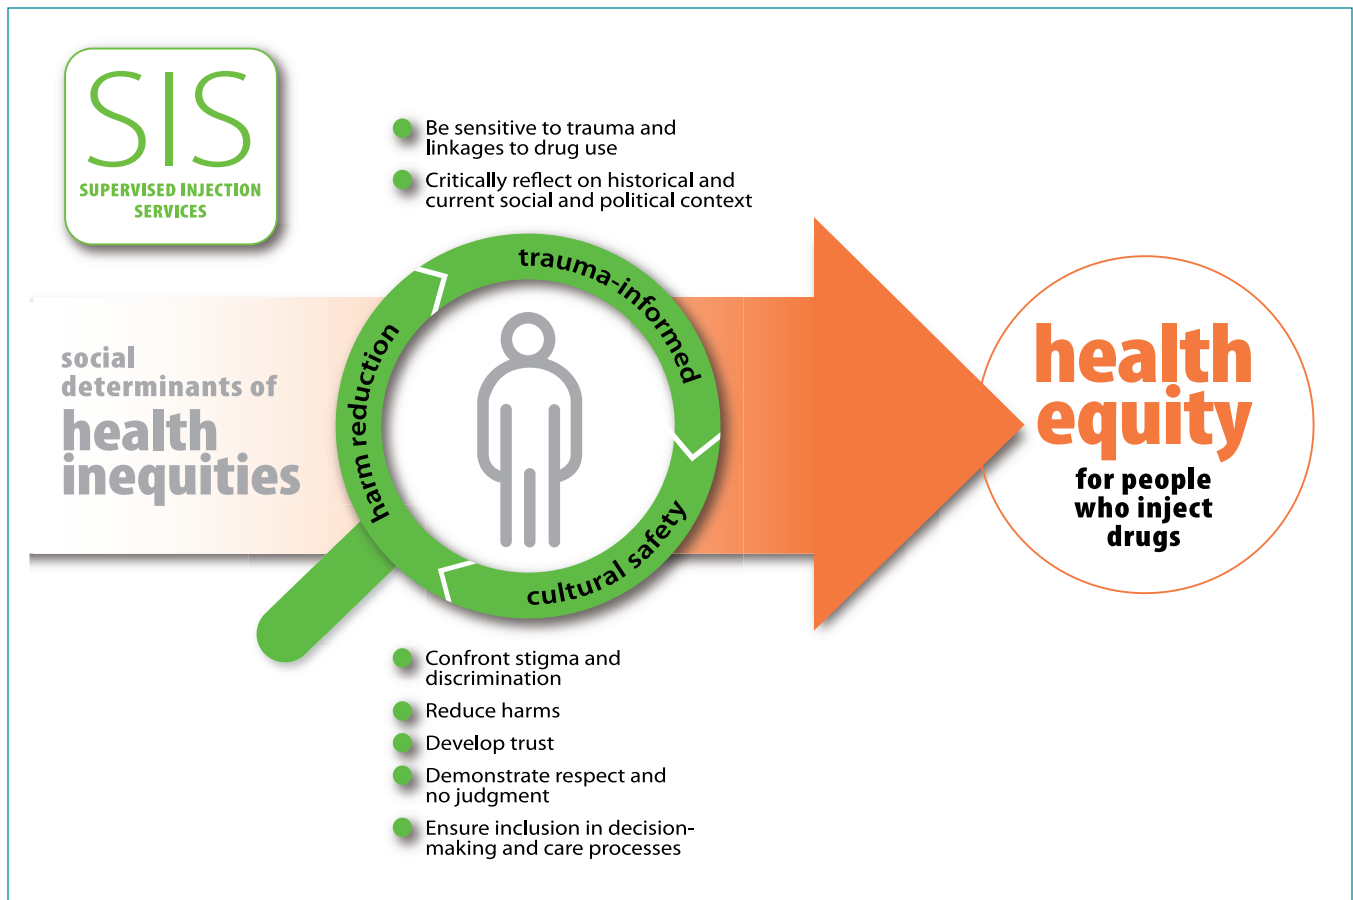 SIS
SUPERVISED INJECTION
SERVICES
Be sensitive to trauma and
linkages to drug use
Critically reflect on historical and
current social and political context
social
determinants of
health
inequities
harm reduction
trauma-informed
cultural safety
health
equity
for people
who inject
drugs
Confront stigma and
discrimination
Reduce harms
Develop trust
Demonstrate respect and
no judgment
Ensure inclusion in decision-
making and care processes